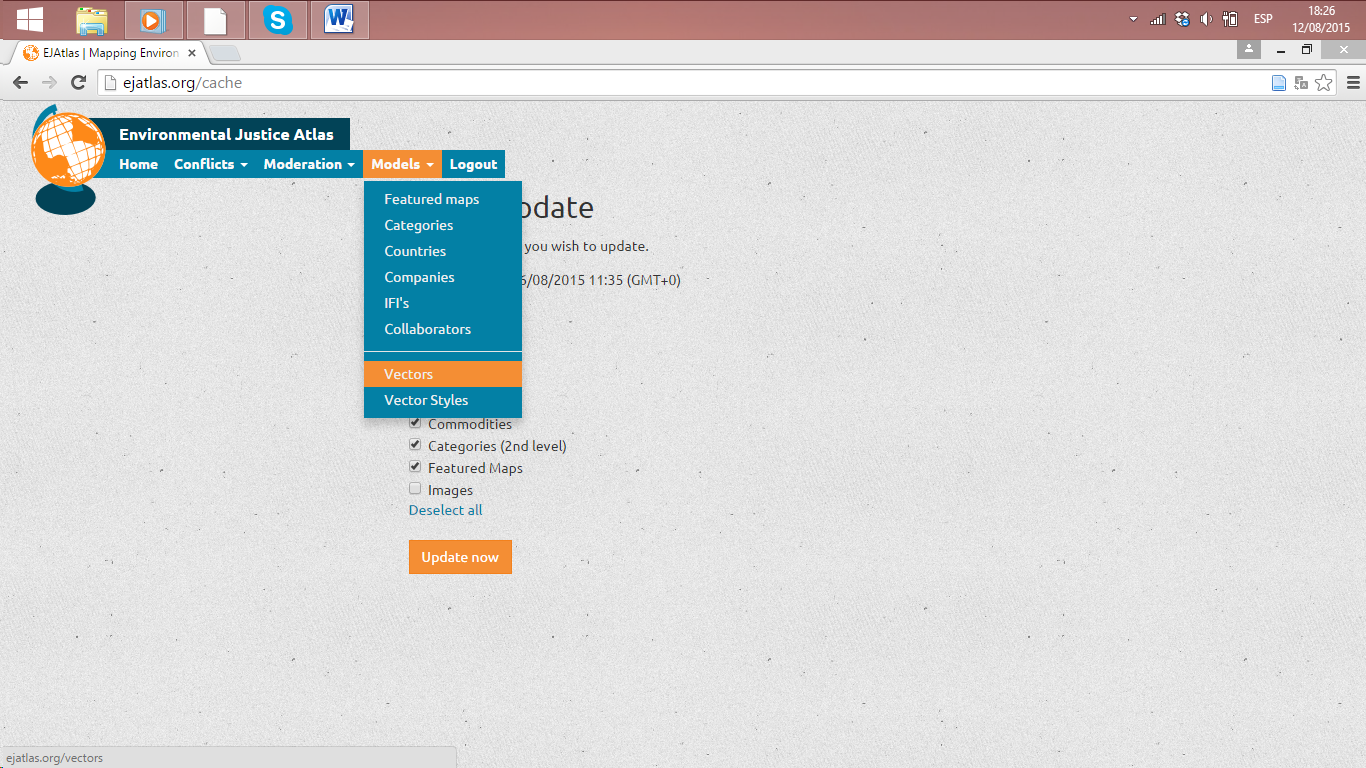 18:26
ESP
12/08/2015
EJAtlas | Mapping Environ
ejatlas.org/cache
Environmental Justice Atlas
Home Conflicts Moderation Models Logout
Featured maps
Categories
Countries
Companies
IFI's
Collaborators
Vectors
Vector Styles
you wish to update.
6/08/2015 11:35 (GMT+0)
Commodities
Categories (2nd level)
Featured Maps
Images
Deselect all
Update now
ejatlas.org/vectors